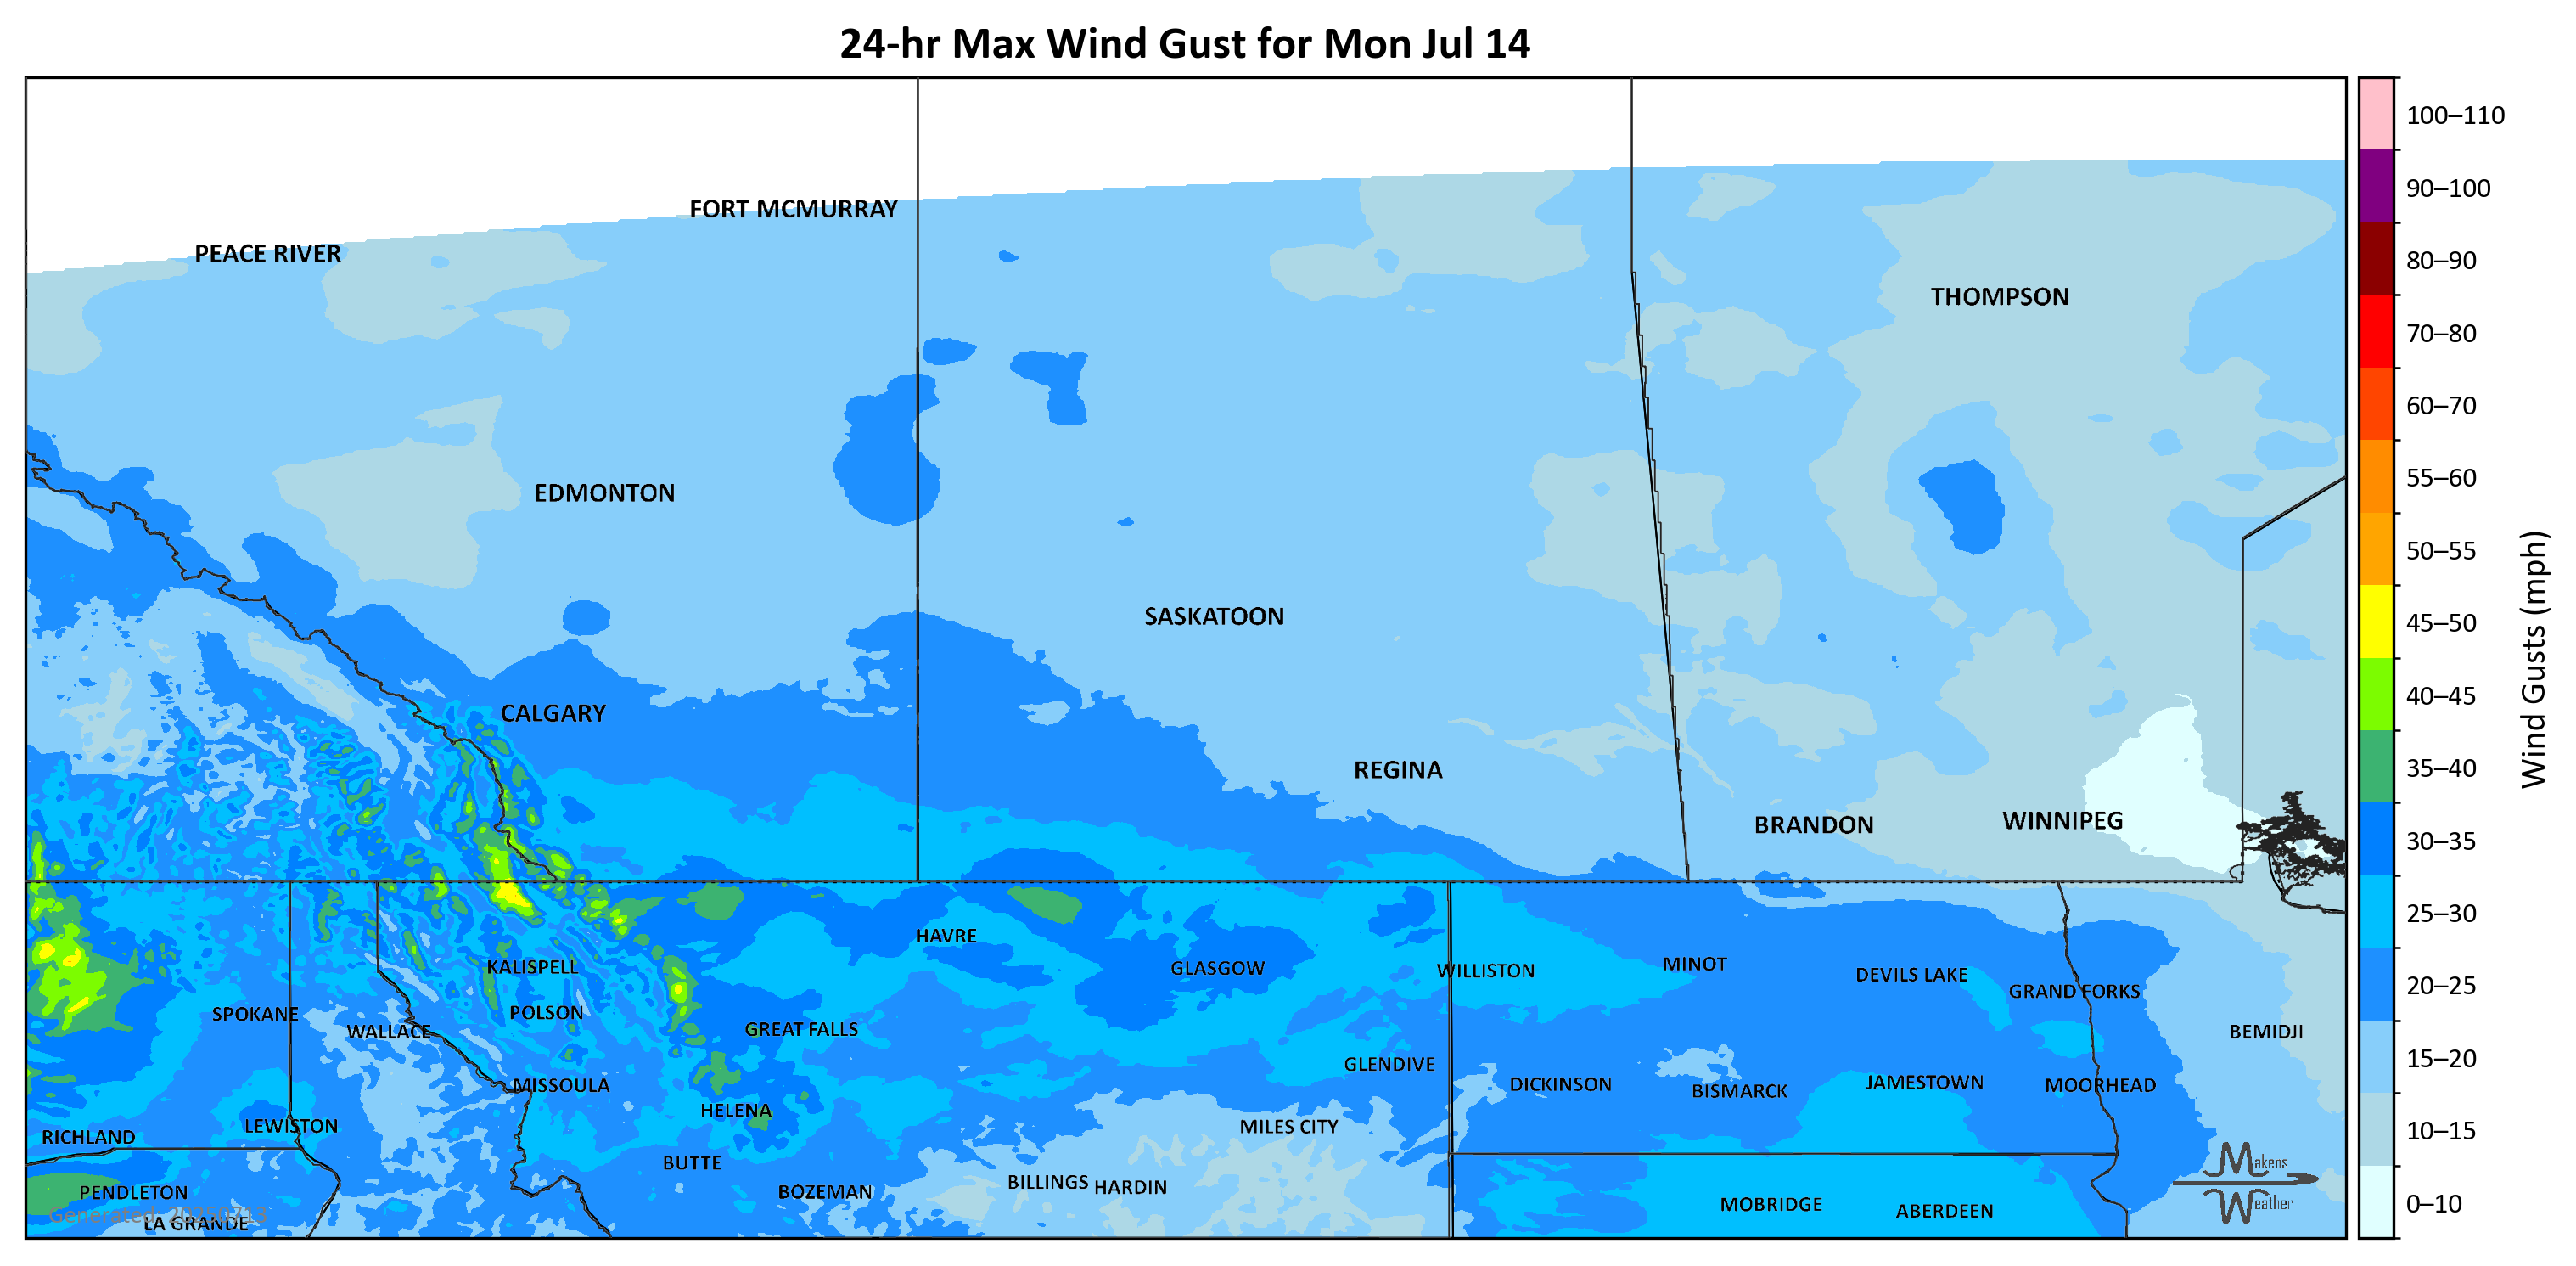 24-hr Max Wind Gust for Mon Jul 14
100–110
90–100
80–90
70–80
60–70
55–60
50–55
45–50
40–45
35–40
30–35
25–30
20–25
15–20
10–15
0–10
Wind Gusts (mph)
FORT MCMURRAY
PEACE RIVER
THOMPSON
EDMONTON
SASKATOON
CALGARY
REGINA
BRANDON
WINNIPEG
HAVRE
KALISPELL
GLASGOW
WILLISTON
MINOT
DEVILS LAKE
GRAND FORKS
SPOKANE
POLSON
WALLACE
GREAT FALLS
BEMIDJI
GLENDIVE
MISSOULA
DICKINSON
BISMARCK
JAMESTOWN
MOORHEAD
HELENA
LEWISTON
MILES CITY
RICHLAND
BUTTE
BILLINGS
HARDIN
PENDLETON
BOZEMAN
MOBRIDGE
ABERDEEN
Generated: 20250713
LA GRANDE
Makens
Weather